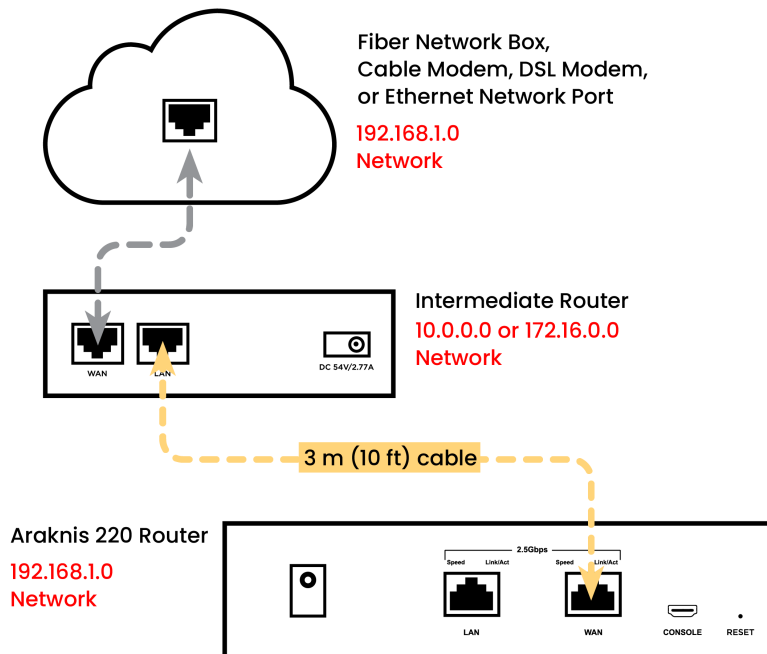 Fiber Network Box,
Cable Modem, DSL Modem,
or Ethernet Network Port
192.168.1.0
Network
Intermediate Router
10.0.0.0 or 172.16.0.0
Network
WAN
LAN
DC 54V/2.77A
3 m (10 ft) cable
Araknis 220 Router
192.168.1.0
Network
2.5Gbps
Speed Link/Act Speed Link/Act
LAN WAN CONSOLE RESET